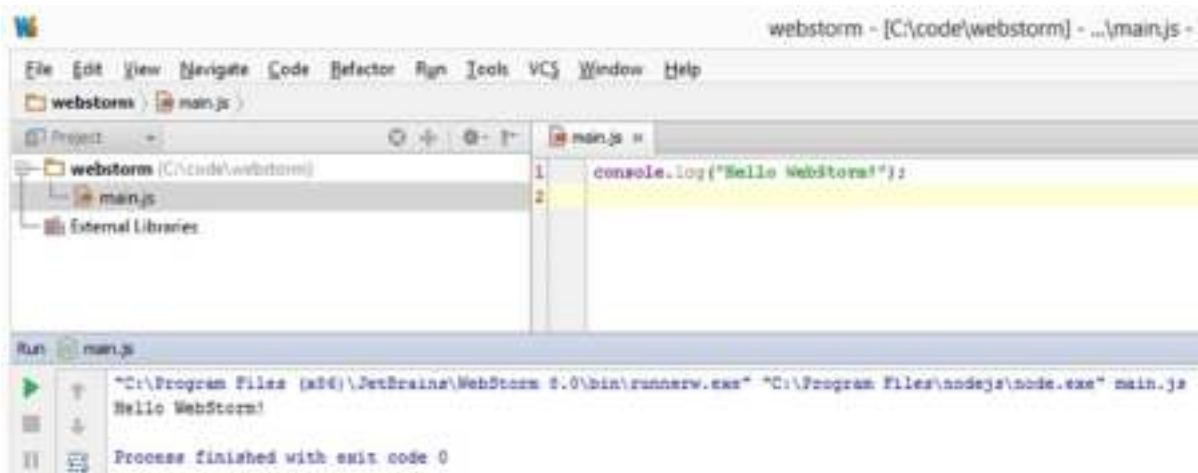 webstorm - [C:\code\webstorm] - ...\main.js -
File Edit View Navigate Code Refactor Run Tools VCS Window Help
webstorm main.js
Project
main.js
webstorm (C:\code\webstorm)
main.js
External Libraries
1 console.log("Hello WebStorm!");
2
Run main.js
"C:\Program Files (x86)\JetBrains\WebStorm 8.0\bin\runnerw.exe" "C:\Program Files\nodejs\node.exe" main.js
Hello WebStorm!
Process finished with exit code 0